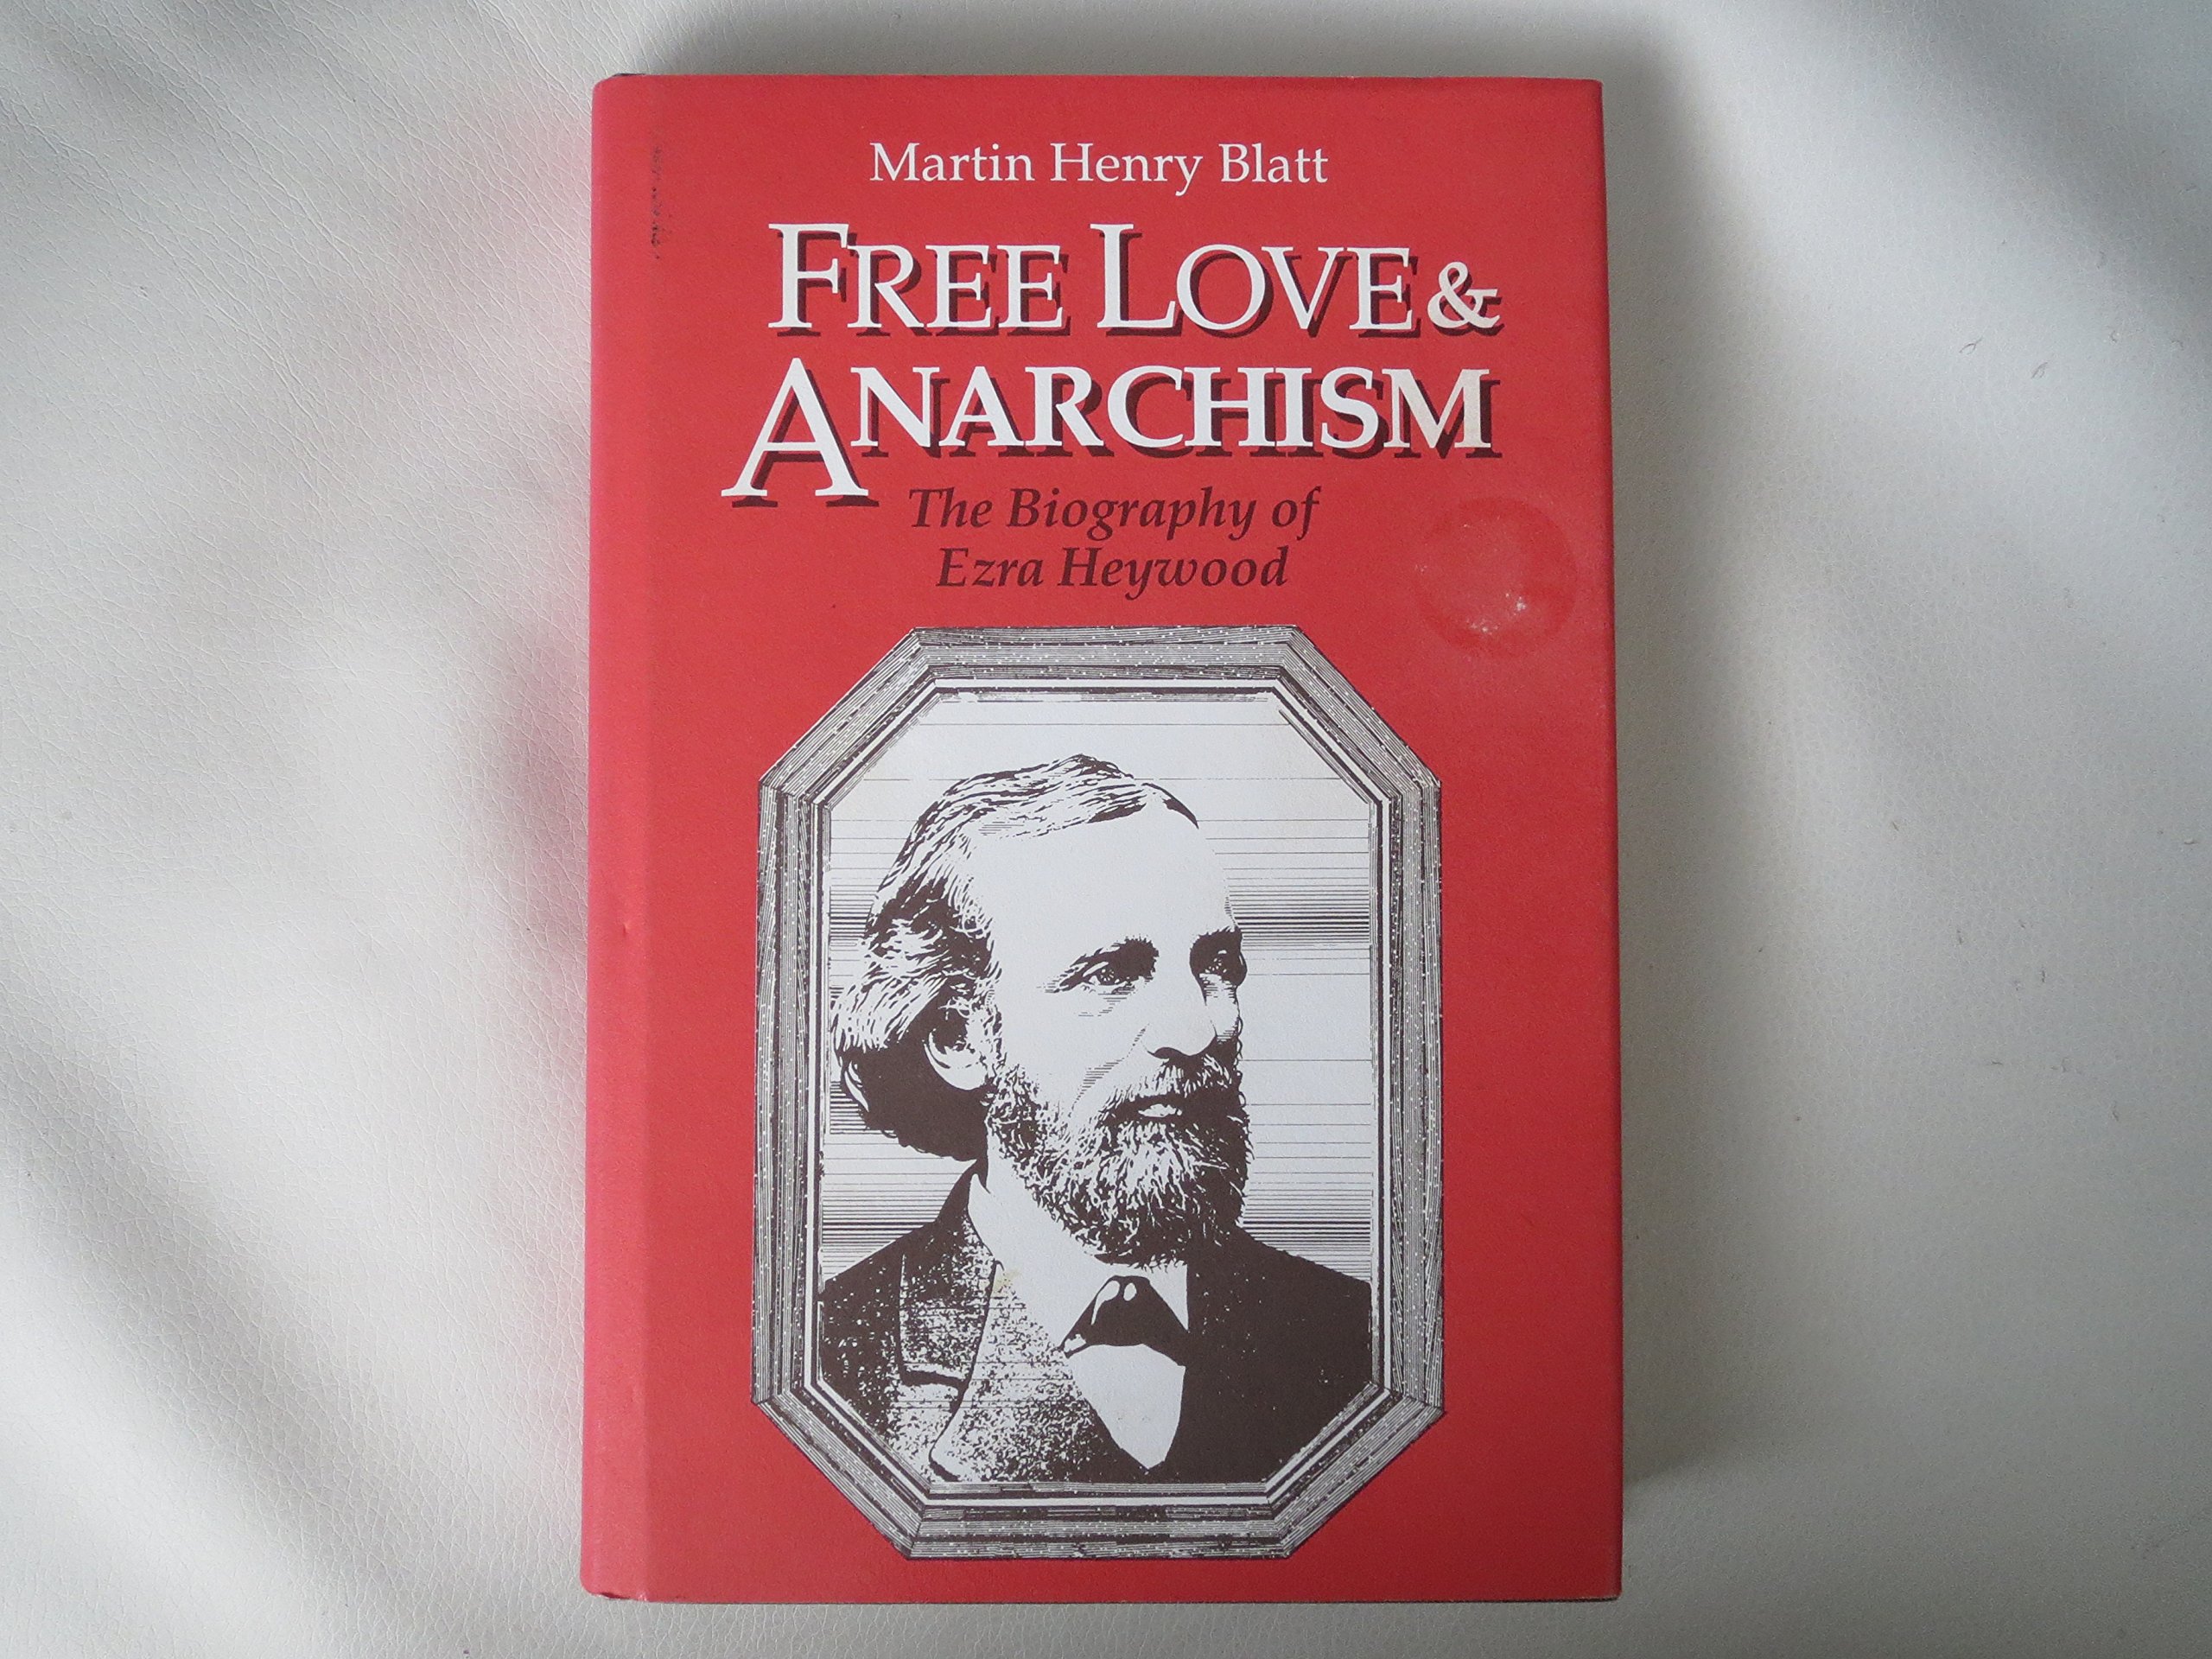 Martin Henry Blatt
FREE LOVE &
ANARCHISM
The Biography of
Ezra Heywood